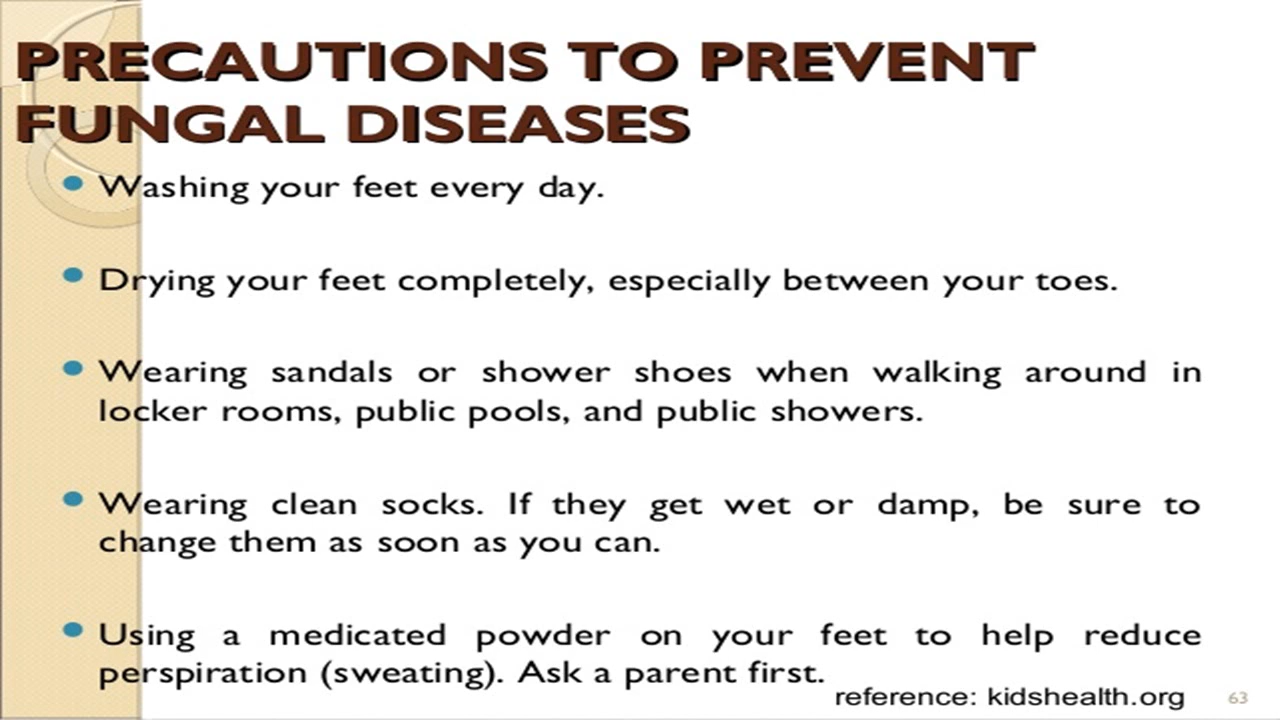 PRECAUTIONS TO PREVENT
FUNGAL DISEASES
• Washing your feet every day.
• Drying your feet completely, especially between your toes.
• Wearing sandals or shower shoes when walking around in
locker rooms, public pools, and public showers.
• Wearing clean socks. If they get wet or damp, be sure to
change them as soon as you can.
• Using a medicated powder on your feet to help reduce
perspiration (sweating). Ask a parent first.
reference: kidshealth.org 63